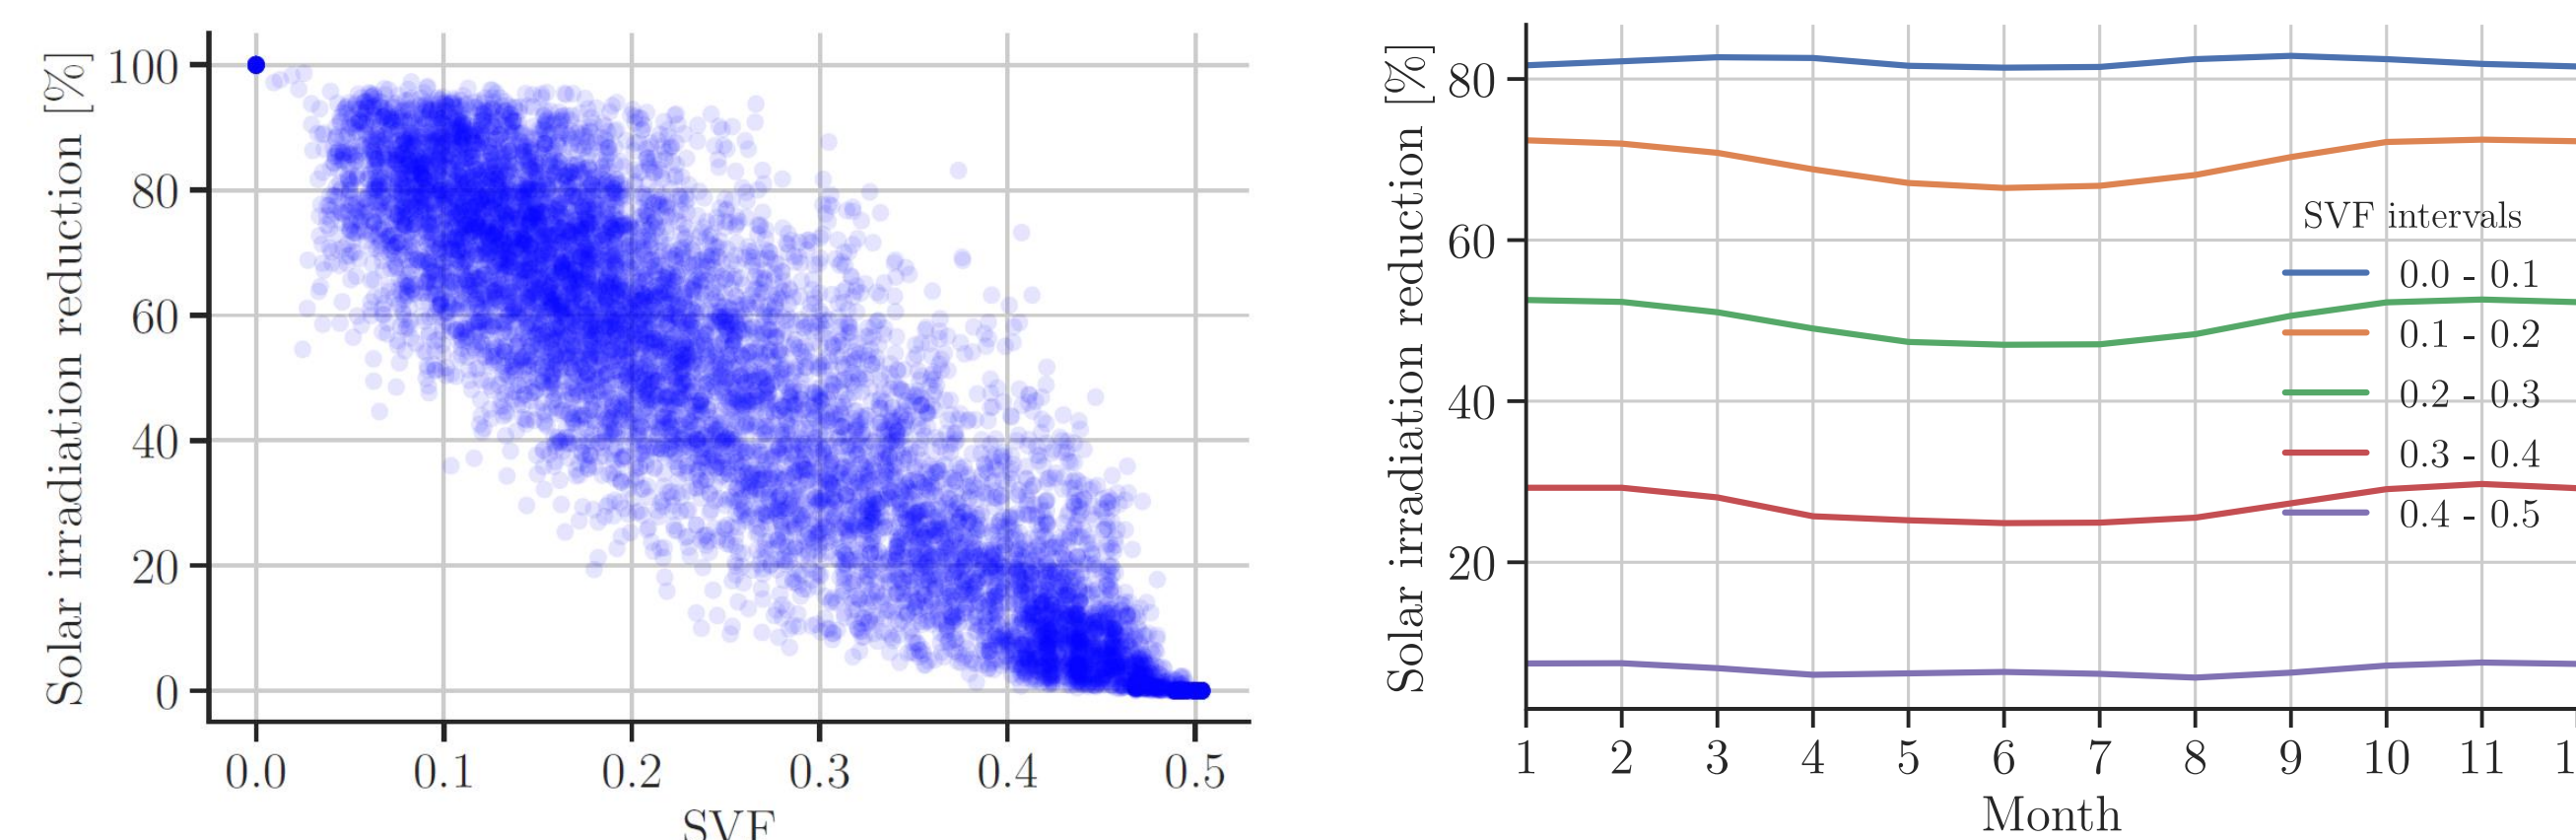 Solar irradiation reduction [%]
100
80
60
40
20
0
0.0 0.1 0.2 0.3 0.4 0.5
SVF
Solar irradiation reduction [%]
80
60
40
20
SVF intervals
0.0 - 0.1
0.1 - 0.2
0.2 - 0.3
0.3 - 0.4
0.4 - 0.5
1 2 3 4 5 6 7 8 9 10 11
Month